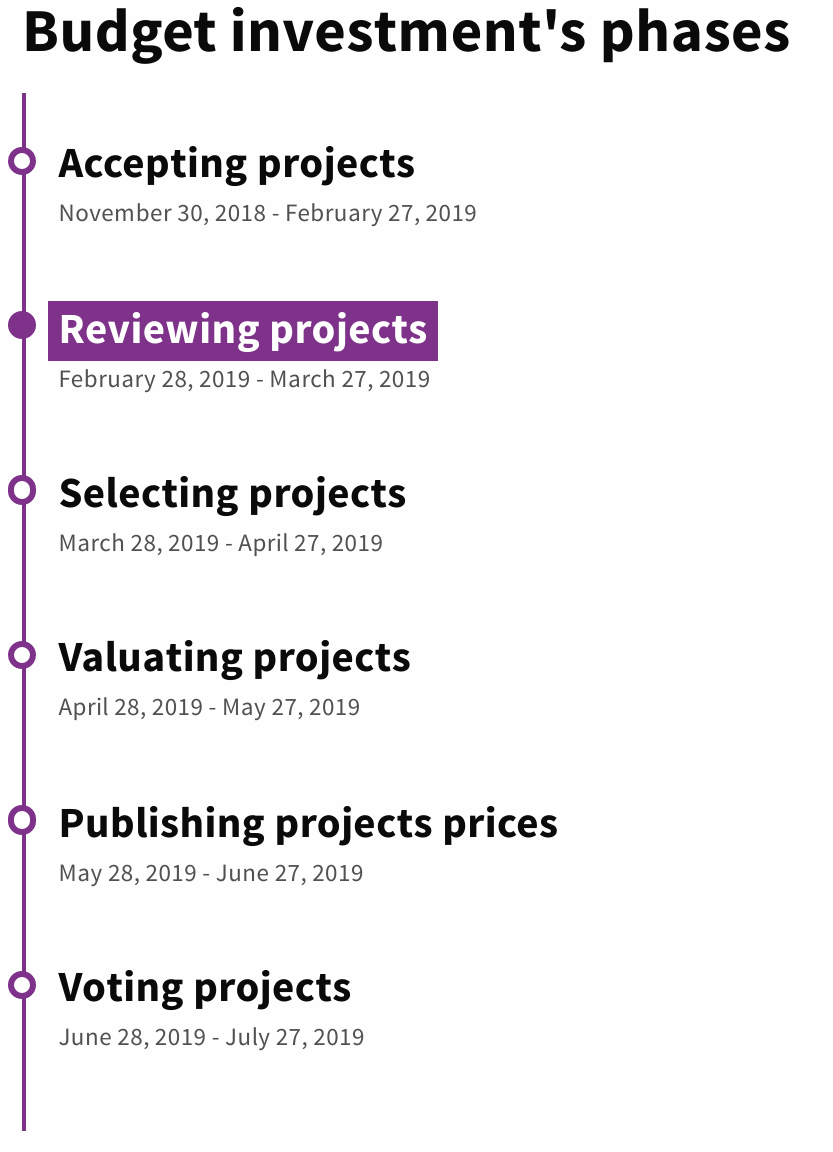 Budget investment's phases
Accepting projects
November 30, 2018 - February 27, 2019
Reviewing projects
February 28, 2019 - March 27, 2019
Selecting projects
March 28, 2019 - April 27, 2019
Valuating projects
April 28, 2019 - May 27, 2019
Publishing projects prices
May 28, 2019 - June 27, 2019
Voting projects
June 28, 2019 - July 27, 2019